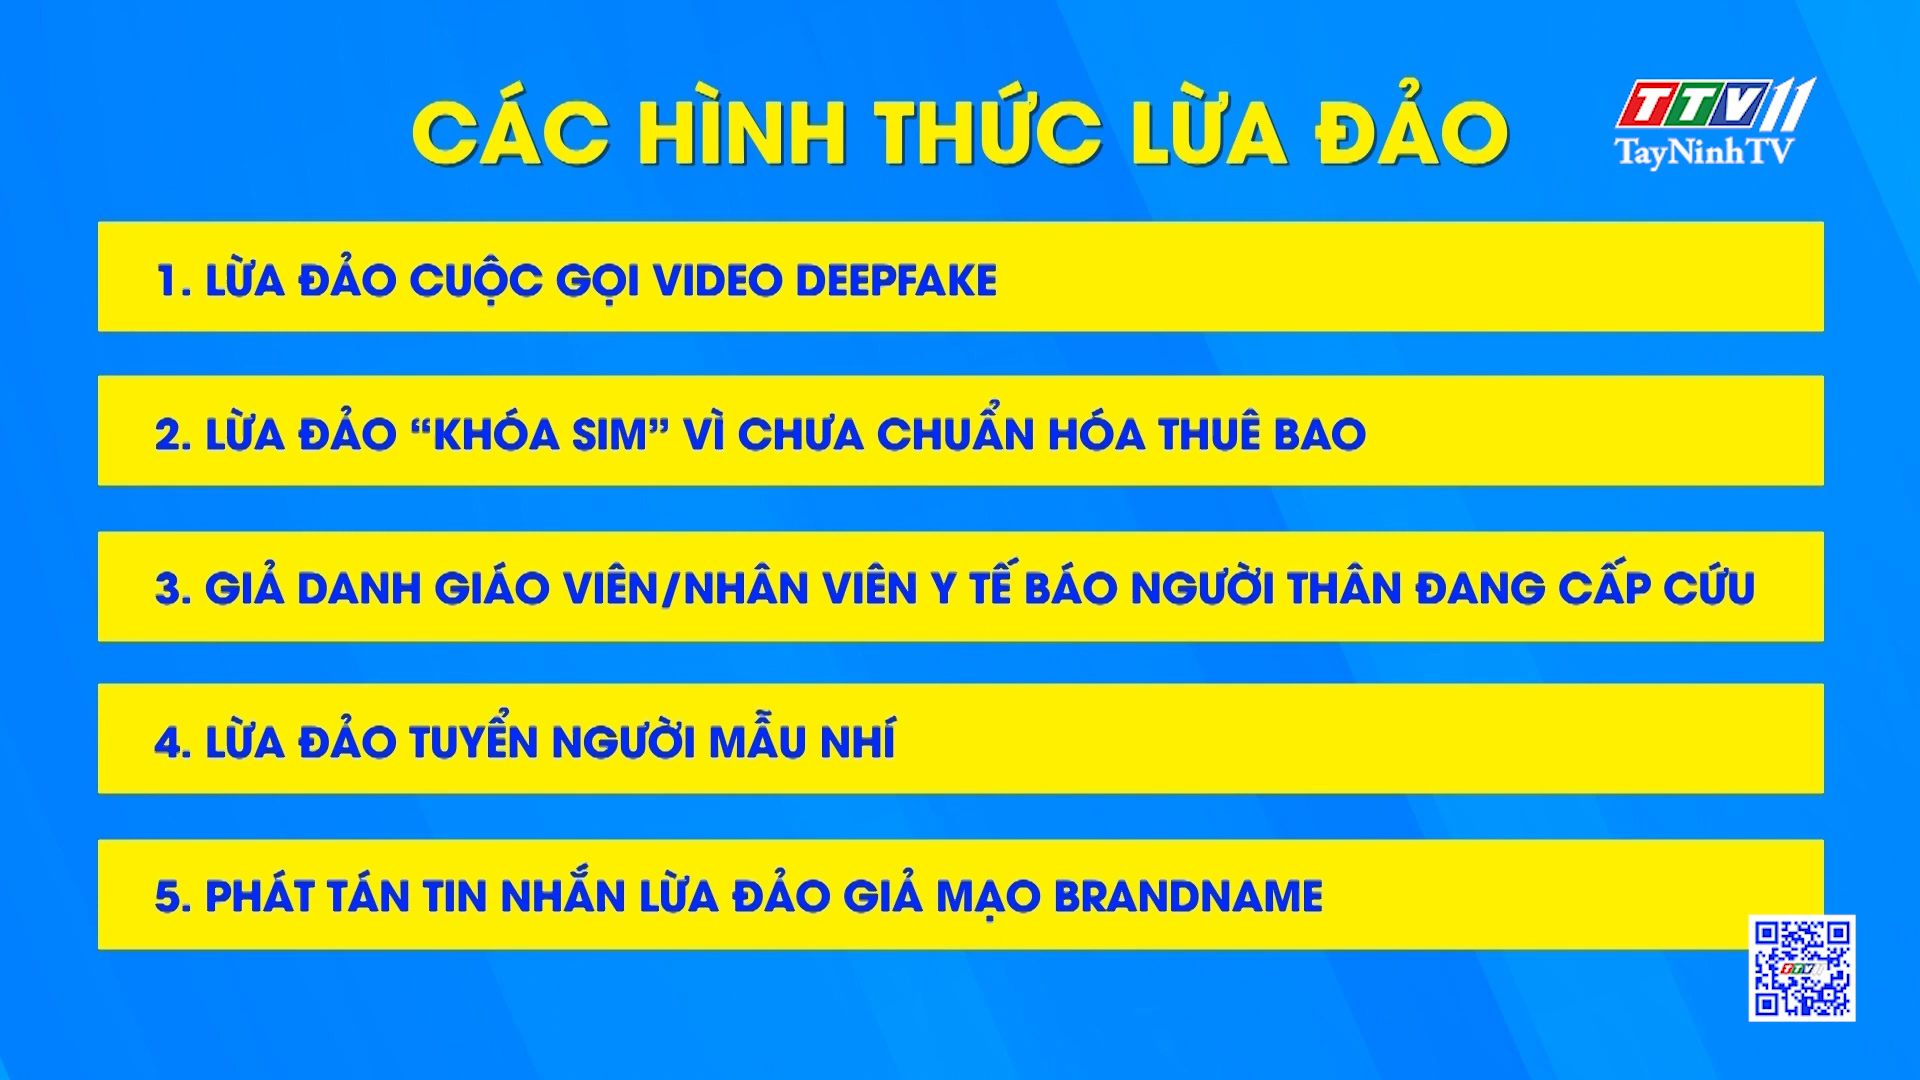 CÁC HÌNH THỨC LỪA ĐẢO
TTV11
TayNinhTV
1. LỪA ĐẢO CUỘC GỌI VIDEO DEEPFAKE
2. LỪA ĐẢO “KHÓA SIM” VÌ CHƯA CHUẨN HÓA THUÊ BAO
3. GIẢ DANH GIÁO VIÊN/NHÂN VIÊN Y TẾ BÁO NGƯỜI THÂN ĐANG CẤP CỨU
4. LỪA ĐẢO TUYỂN NGƯỜI MẪU NHÍ
5. PHÁT TÁN TIN NHẮN LỪA ĐẢO GIẢ MẠO BRANDNAME
TTV11